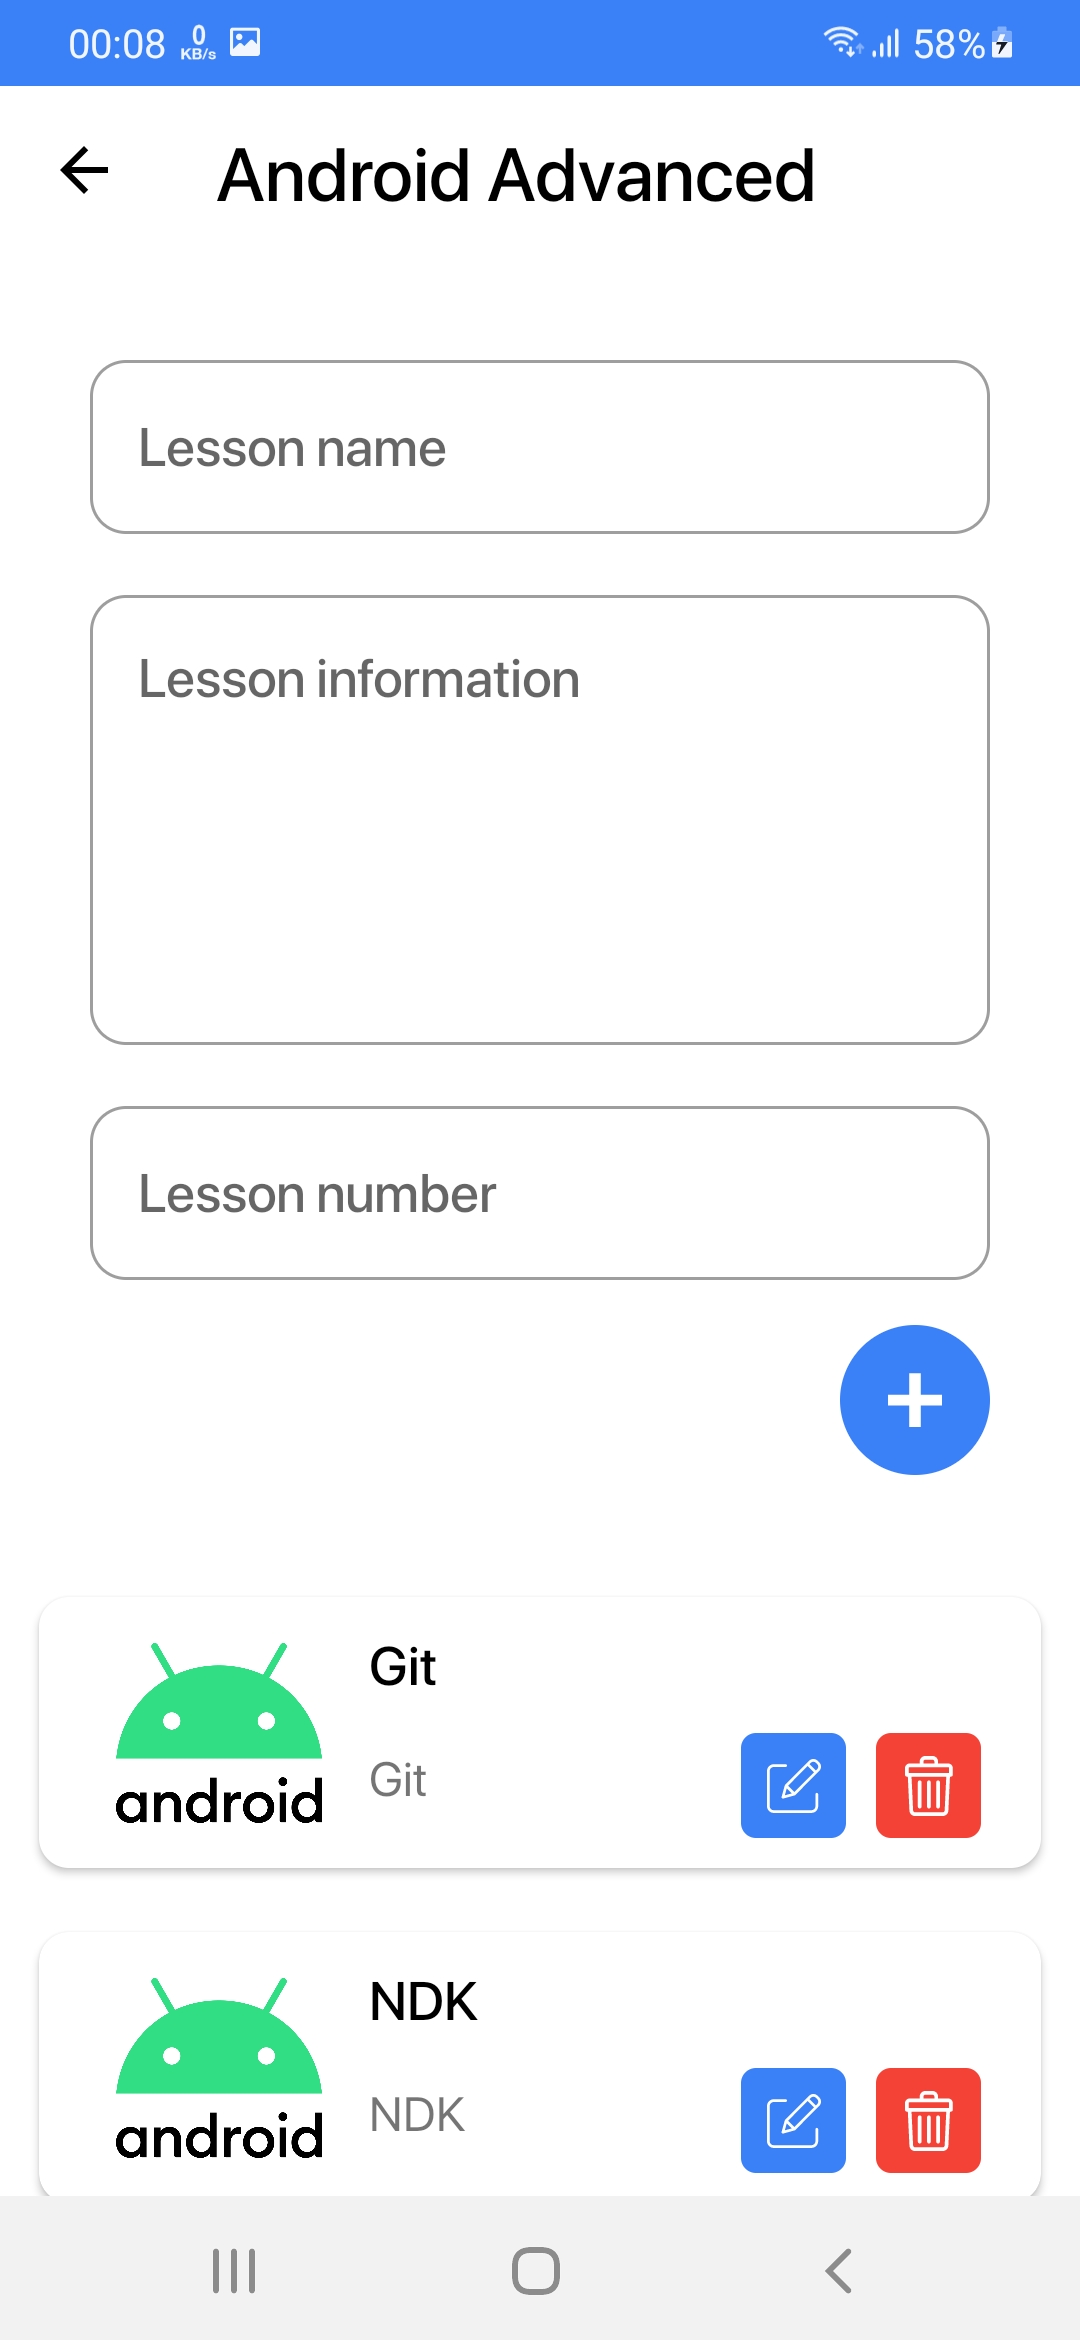 00:08 0 KB/s 58%
Android Advanced
Lesson name
Lesson information
Lesson number
Git
Git
android
NDK
NDK
android